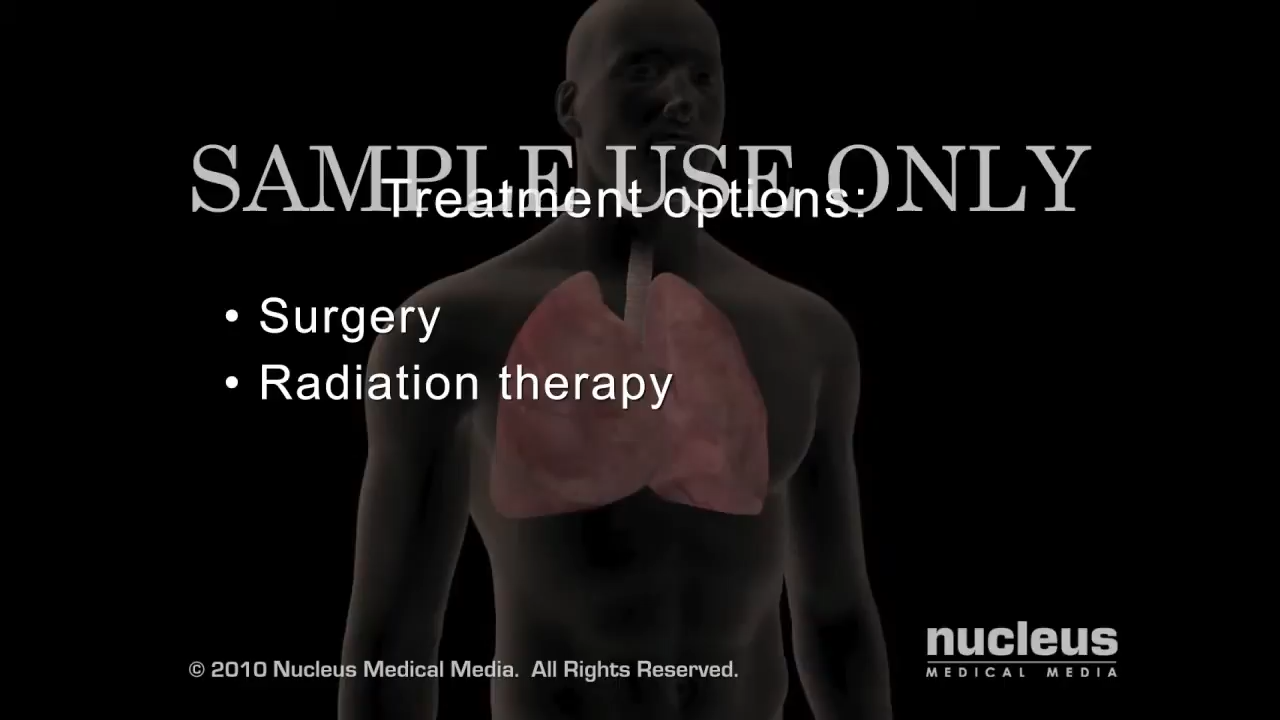 SAMPLE USE ONLY
Treatment options:
• Surgery
• Radiation therapy
nucleus
MEDICAL MEDIA
© 2010 Nucleus Medical Media. All Rights Reserved.